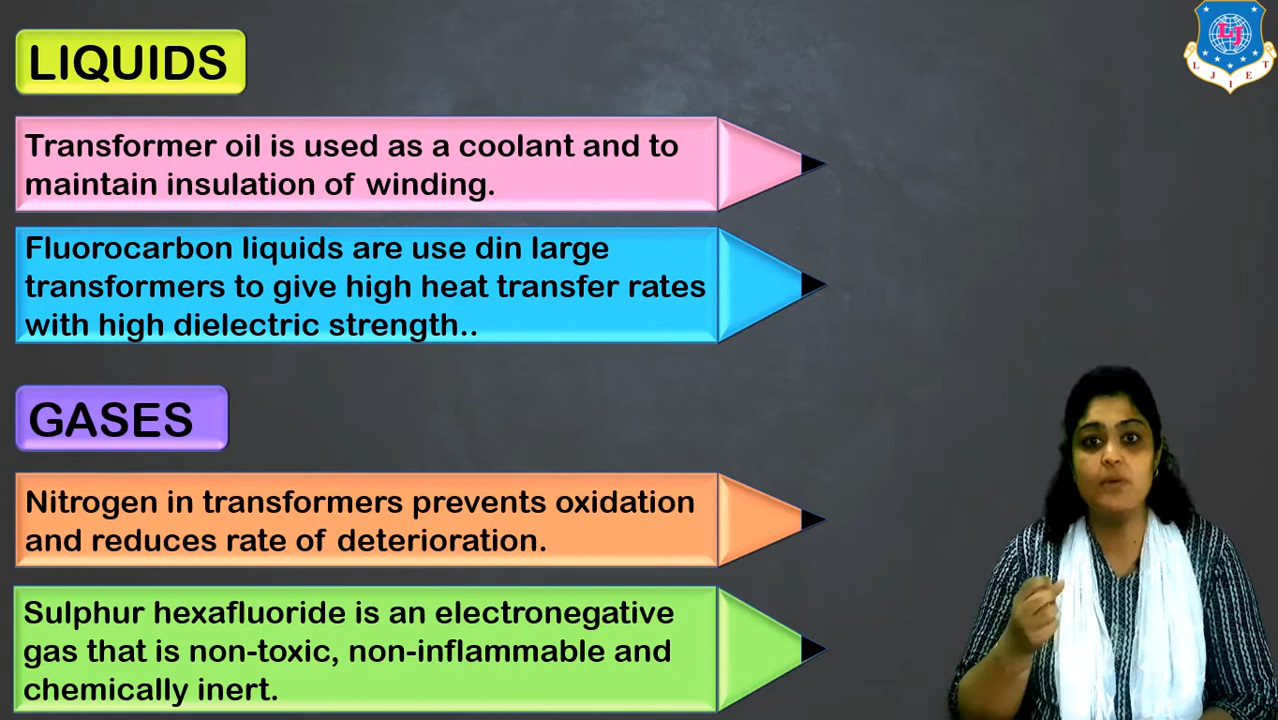 LIQUIDS
Transformer oil is used as a coolant and to
maintain insulation of winding.
Fluorocarbon liquids are use din large
transformers to give high heat transfer rates
with high dielectric strength..
GASES
Nitrogen in transformers prevents oxidation
and reduces rate of deterioration.
Sulphur hexafluoride is an electronegative
gas that is non-toxic, non-inflammable and
chemically inert.
LJ
L J I E T